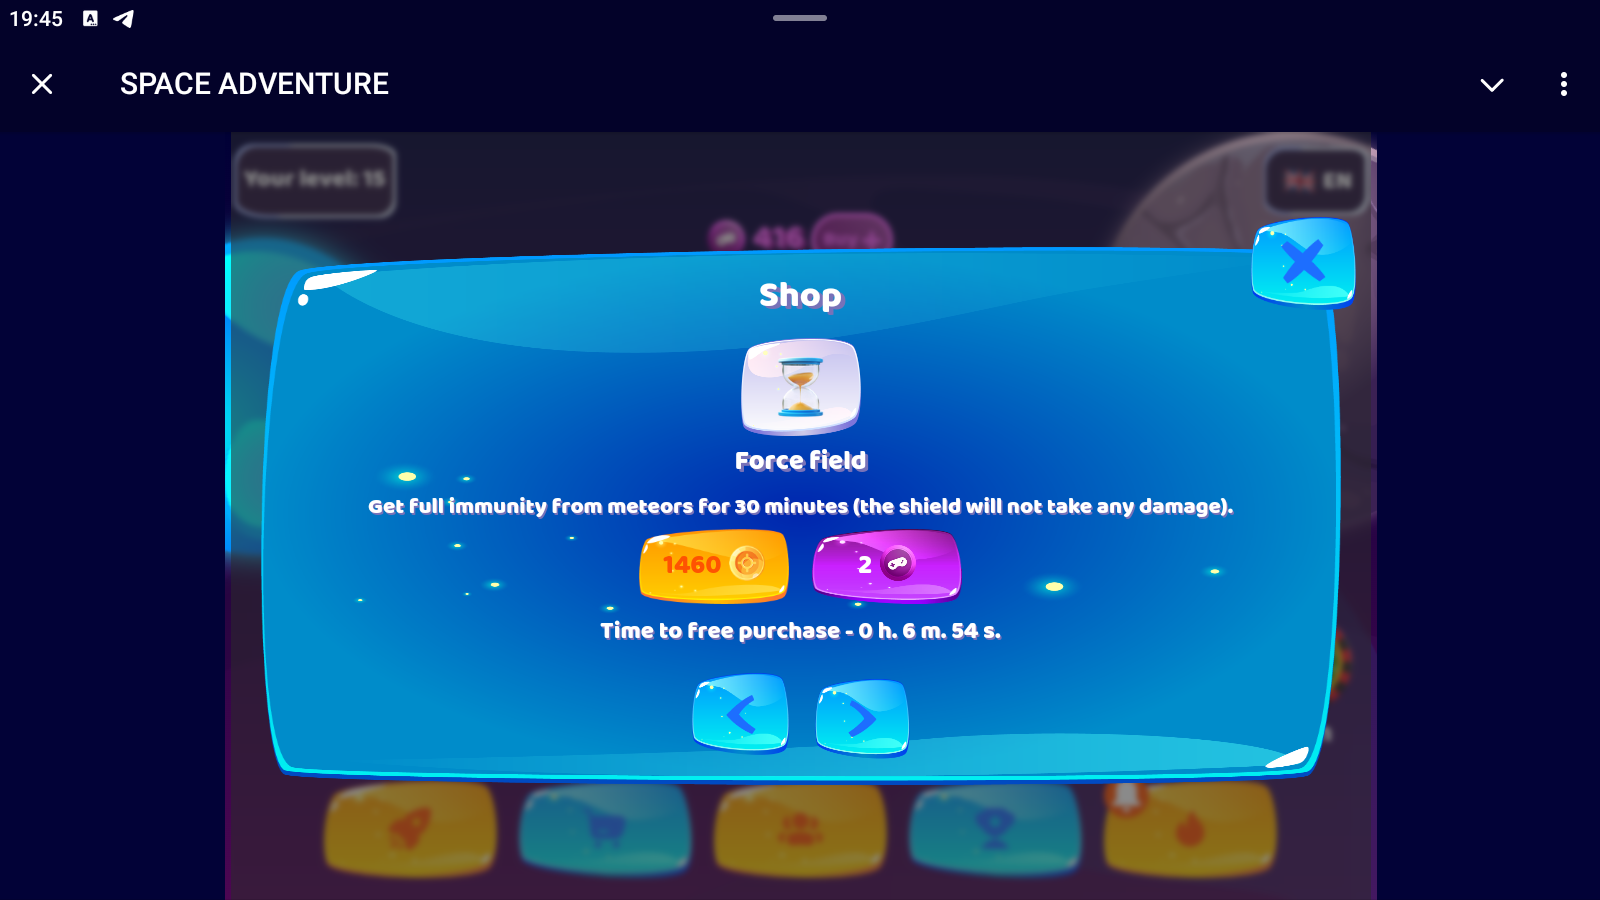 19:45
SPACE ADVENTURE
Your level: 15
EN
416
Shop
Force field
Get full immunity from meteors for 30 minutes (the shield will not take any damage).
1460
2
Time to free purchase - 0 h. 6 m. 54 s.